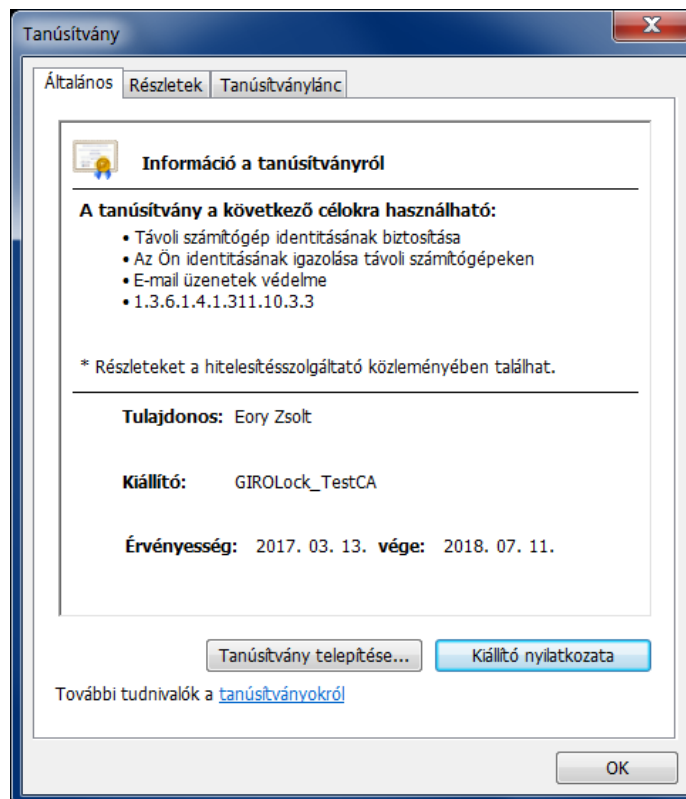 Tanúsítvány
Általános Részletek Tanúsítványlánc
Információ a tanúsítványról
A tanúsítvány a következő célokra használható:
• Távoli számítógép identitásának biztosítása
• Az Ön identitásának igazolása távoli számítógépeken
• E-mail üzenetek védelme
• 1.3.6.1.4.1.311.10.3.3
* Részleteket a hitelesítésszolgáltató közleményében találhat.
Tulajdonos: Eory Zsolt
Kiállító: GIROLock_TestCA
Érvényesség: 2017. 03. 13. vége: 2018. 07. 11.
Tanúsítvány telepítése... Kiállító nyilatkozata
További tudnivalók a tanúsítványokról
OK